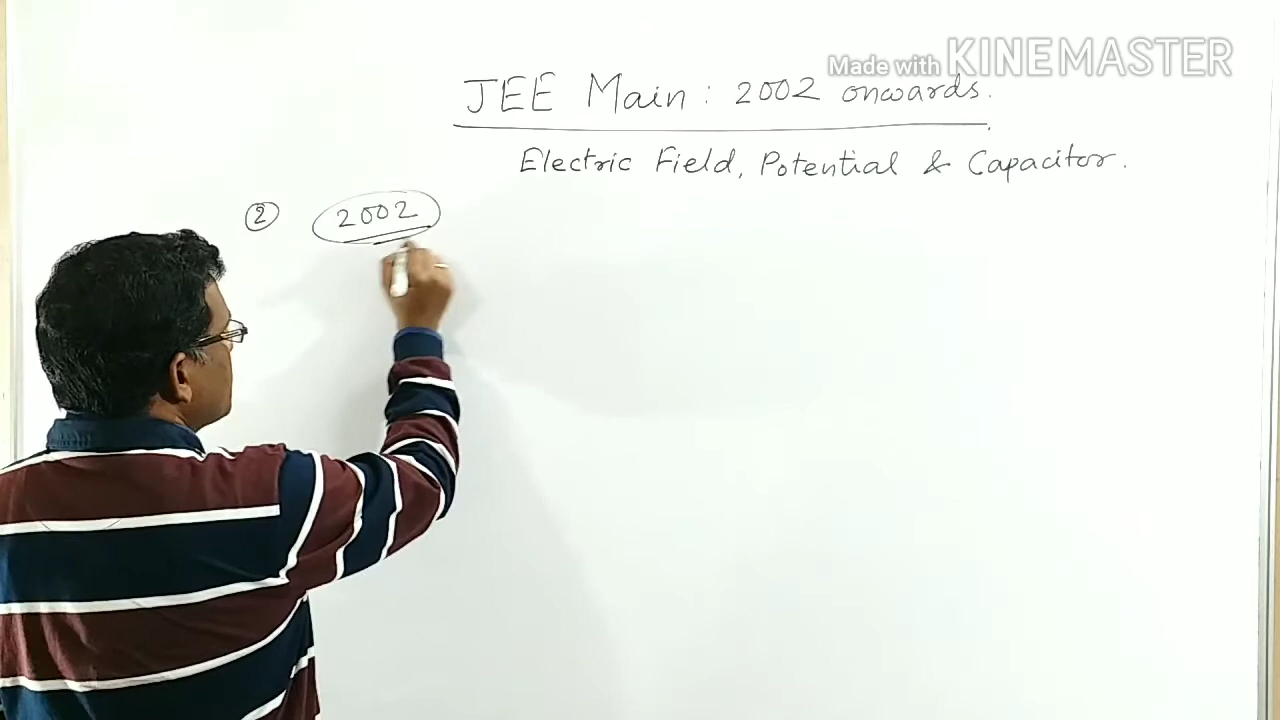 Made with KINEMASTER
JEE Main : 2002 onwards.
Electric Field, Potential & Capacitor.
② 2002